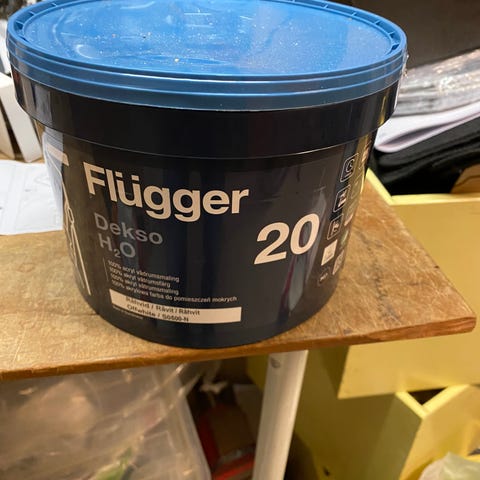 Flügger
Dekso
H₂O
20
100% acryl vådrumsmaling
100% akryl våtrumsfärg
100% akryl våtromsmaling
100% akrylowa farba do pomieszczeń mokrych
Råhvid / Råvit / Råhvit
Offwhite / S0500-N